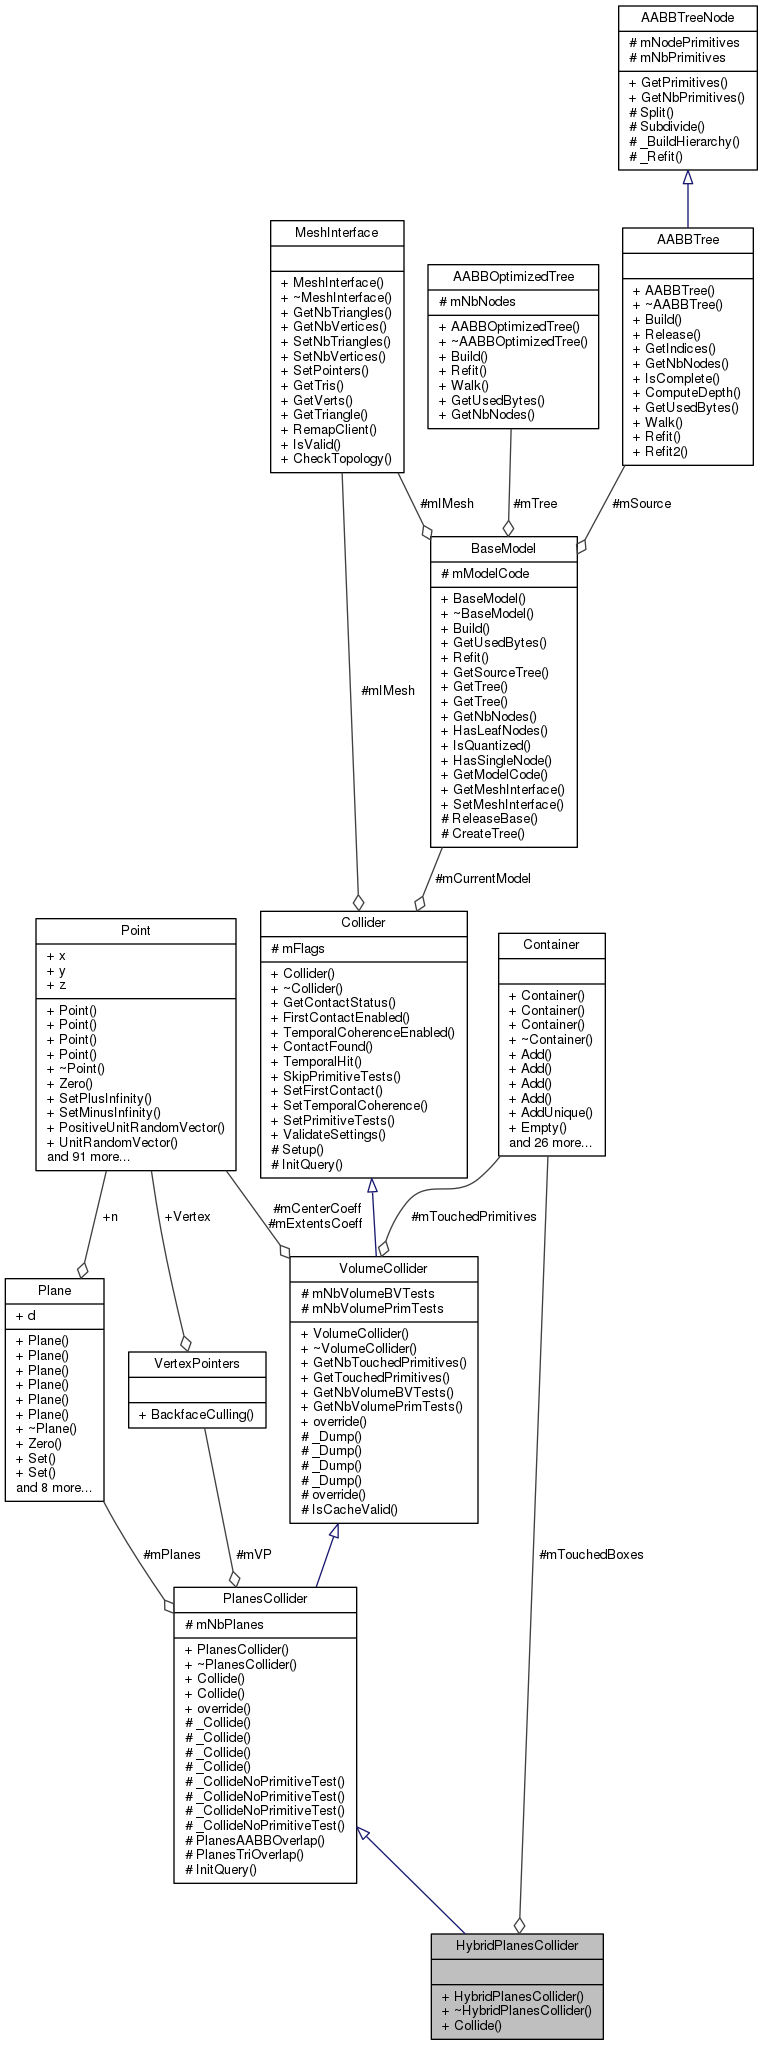 AABBTreeNode
# mNodePrimitives
# mNbPrimitives
+ GetPrimitives()
+ GetNbPrimitives()
# Split()
# Subdivide()
# _BuildHierarchy()
# _Refit()
MeshInterface
+ MeshInterface()
+ ~MeshInterface()
+ GetNbTriangles()
+ GetNbVertices()
+ SetNbTriangles()
+ SetNbVertices()
+ SetPointers()
+ GetTris()
+ GetVerts()
+ GetTriangle()
+ RemapClient()
+ IsValid()
+ CheckTopology()
AABBOptimizedTree
# mNbNodes
+ AABBOptimizedTree()
+ ~AABBOptimizedTree()
+ Build()
+ Refit()
+ Walk()
+ GetUsedBytes()
+ GetNbNodes()
AABBTree
+ AABBTree()
+ ~AABBTree()
+ Build()
+ Release()
+ GetIndices()
+ GetNbNodes()
+ IsComplete()
+ ComputeDepth()
+ GetUsedBytes()
+ Walk()
+ Refit()
+ Refit2()
#mIMesh
#mTree
#mSource
BaseModel
# mModelCode
+ BaseModel()
+ ~BaseModel()
+ Build()
+ GetUsedBytes()
+ Refit()
+ GetSourceTree()
+ GetTree()
+ GetTree()
+ GetNbNodes()
+ HasLeafNodes()
+ IsQuantized()
+ HasSingleNode()
+ GetModelCode()
+ GetMeshInterface()
+ SetMeshInterface()
# ReleaseBase()
# CreateTree()
#mIMesh
#mCurrentModel
Point
+ x
+ y
+ z
+ Point()
+ Point()
+ Point()
+ Point()
+ ~Point()
+ Zero()
+ SetPlusInfinity()
+ SetMinusInfinity()
+ PositiveUnitRandomVector()
+ UnitRandomVector()
and 91 more...
Collider
# mFlags
+ Collider()
+ ~Collider()
+ GetContactStatus()
+ FirstContactEnabled()
+ TemporalCoherenceEnabled()
+ ContactFound()
+ TemporalHit()
+ SkipPrimitiveTests()
+ SetFirstContact()
+ SetTemporalCoherence()
+ SetPrimitiveTests()
+ ValidateSettings()
# Setup()
# InitQuery()
Container
+ Container()
+ Container()
+ Container()
+ ~Container()
+ Add()
+ Add()
+ Add()
+ Add()
+ AddUnique()
+ Empty()
and 26 more...
+n
+Vertex
#mCenterCoeff
#mExtentsCoeff
#mTouchedPrimitives
Plane
+ d
+ Plane()
+ Plane()
+ Plane()
+ Plane()
+ Plane()
+ Plane()
+ ~Plane()
+ Zero()
+ Set()
+ Set()
and 8 more...
VertexPointers
+ BackfaceCulling()
VolumeCollider
# mNbVolumeBVTests
# mNbVolumePrimTests
+ VolumeCollider()
+ ~VolumeCollider()
+ GetNbTouchedPrimitives()
+ GetTouchedPrimitives()
+ GetNbVolumeBVTests()
+ GetNbVolumePrimTests()
+ override()
# _Dump()
# _Dump()
# _Dump()
# _Dump()
# override()
# IsCacheValid()
#mPlanes
#mVP
#mTouchedBoxes
PlanesCollider
# mNbPlanes
+ PlanesCollider()
+ ~PlanesCollider()
+ Collide()
+ Collide()
+ override()
# _Collide()
# _Collide()
# _Collide()
# _Collide()
# _CollideNoPrimitiveTest()
# _CollideNoPrimitiveTest()
# _CollideNoPrimitiveTest()
# _CollideNoPrimitiveTest()
# PlanesAABBOverlap()
# PlanesTriOverlap()
# InitQuery()
HybridPlanesCollider
+ HybridPlanesCollider()
+ ~HybridPlanesCollider()
+ Collide()